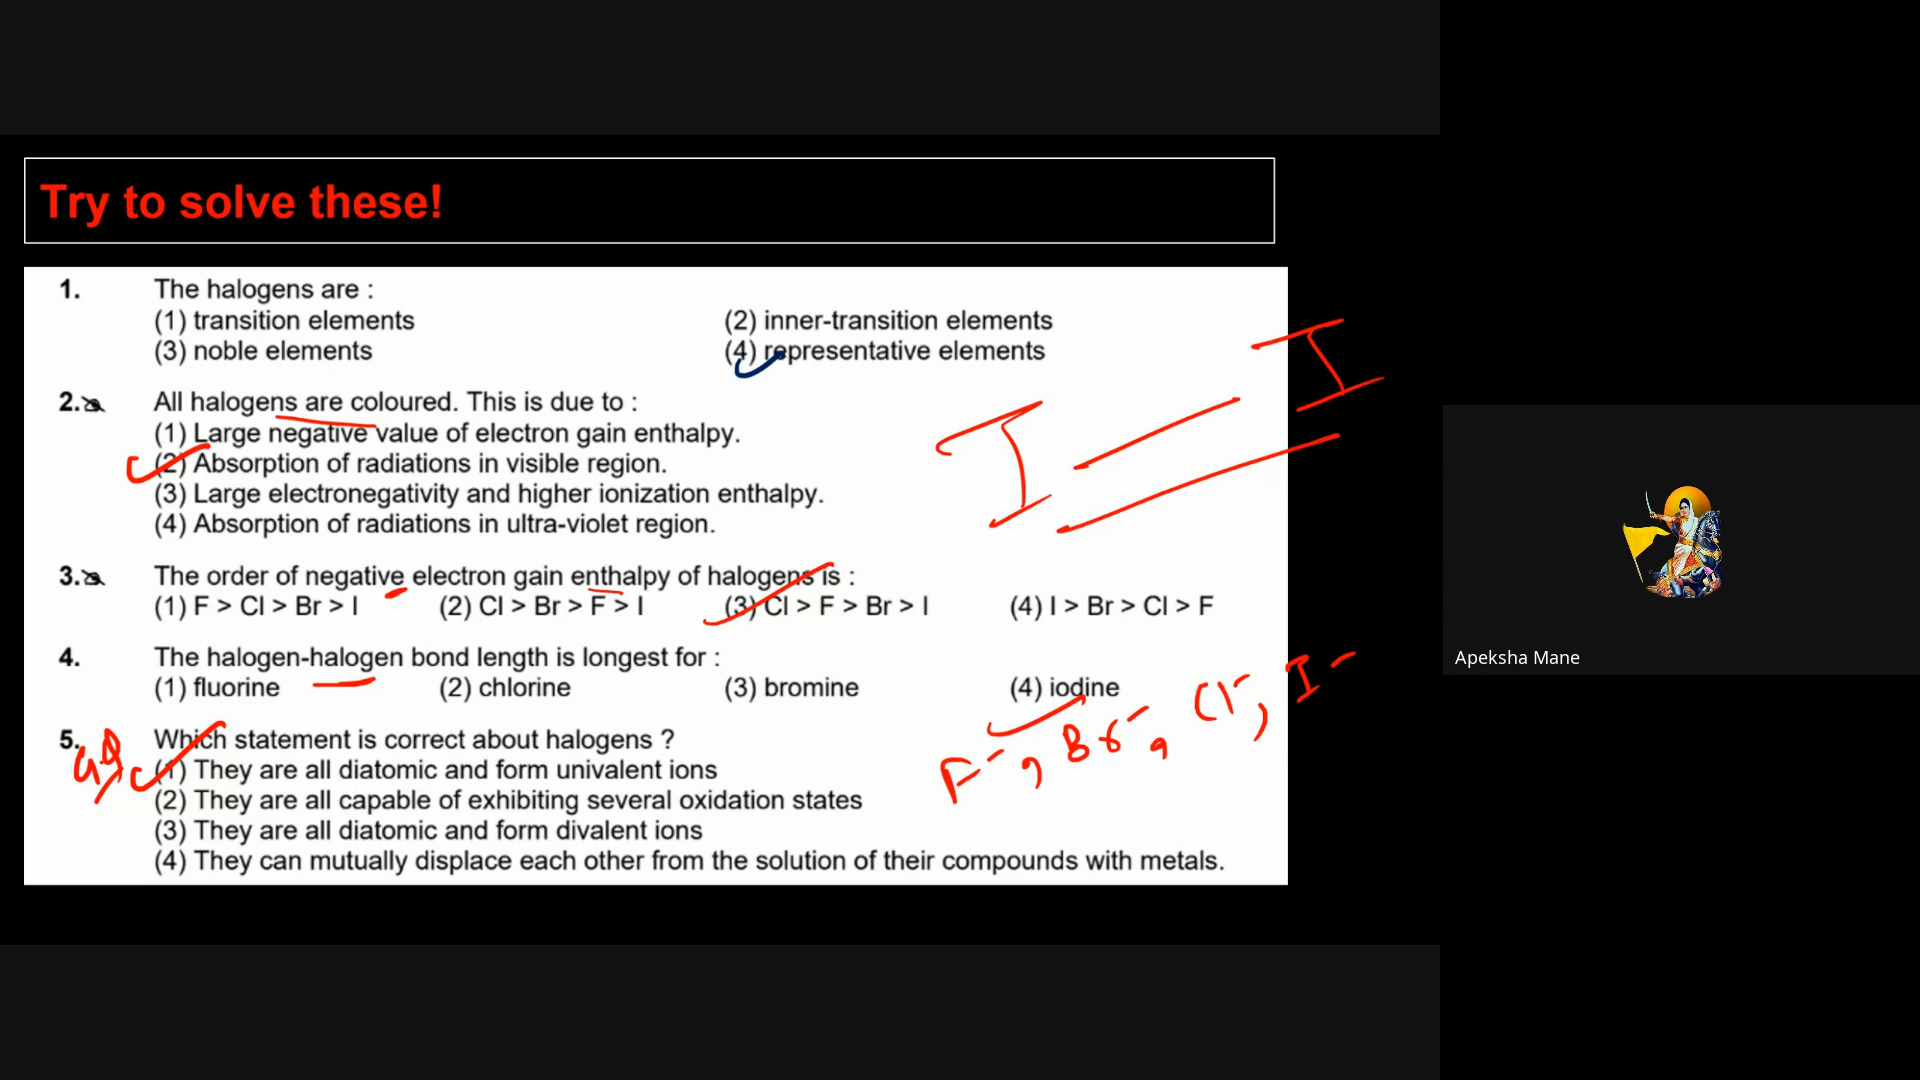 Try to solve these!
1. The halogens are :
(1) transition elements (2) inner-transition elements
(3) noble elements (4) representative elements
2. All halogens are coloured. This is due to :
(1) Large negative value of electron gain enthalpy.
(2) Absorption of radiations in visible region.
(3) Large electronegativity and higher ionization enthalpy.
(4) Absorption of radiations in ultra-violet region.
I I
3. The order of negative electron gain enthalpy of halogens is :
(1) F > Cl > Br > I (2) Cl > Br > F > I (3) Cl > F > Br > I (4) I > Br > Cl > F
4. The halogen-halogen bond length is longest for :
(1) fluorine (2) chlorine (3) bromine (4) iodine
F⁻, Br⁻, Cl⁻, I⁻
5. Which statement is correct about halogens ?
(1) They are all diatomic and form univalent ions
(2) They are all capable of exhibiting several oxidation states
(3) They are all diatomic and form divalent ions
(4) They can mutually displace each other from the solution of their compounds with metals.
Apeksha Mane